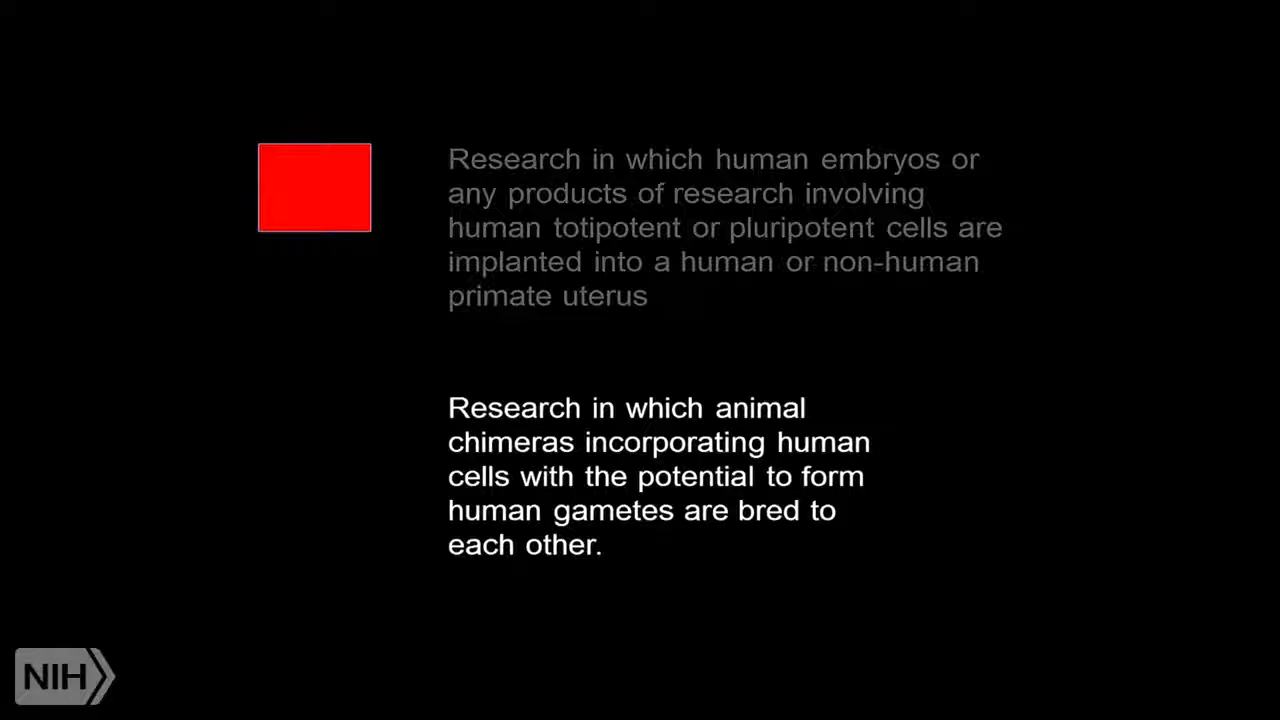 Research in which human embryos or
any products of research involving
human totipotent or pluripotent cells are
implanted into a human or non-human
primate uterus
Research in which animal
chimeras incorporating human
cells with the potential to form
human gametes are bred to
each other.
NIH